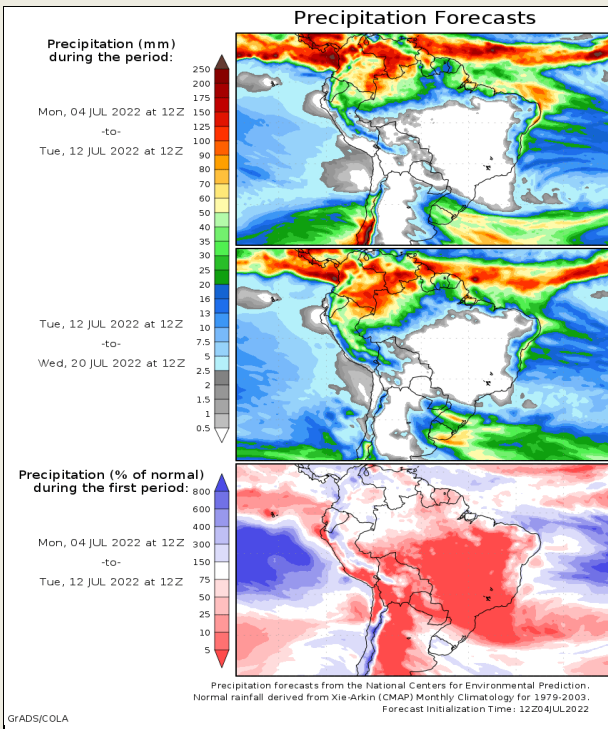 Precipitation Forecasts
Precipitation (mm)
during the period:
Mon, 04 JUL 2022 at 12Z
-to-
Tue, 12 JUL 2022 at 12Z
250
200
175
150
125
100
90
80
70
60
50
40
35
30
25
20
16
13
10
7.5
5
2.5
2
1.5
1
0.5
Tue, 12 JUL 2022 at 12Z
-to-
Wed, 20 JUL 2022 at 12Z
Precipitation (% of normal)
during the first period:
Mon, 04 JUL 2022 at 12Z
-to-
Tue, 12 JUL 2022 at 12Z
800
600
400
300
150
75
50
25
10
5
Precipitation forecasts from the National Centers for Environmental Prediction.
Normal rainfall derived from Xie-Arkin (CMAP) Monthly Climatology for 1979-2003.
Forecast Initialization Time: 12Z04JUL2022
GrADS/COLA